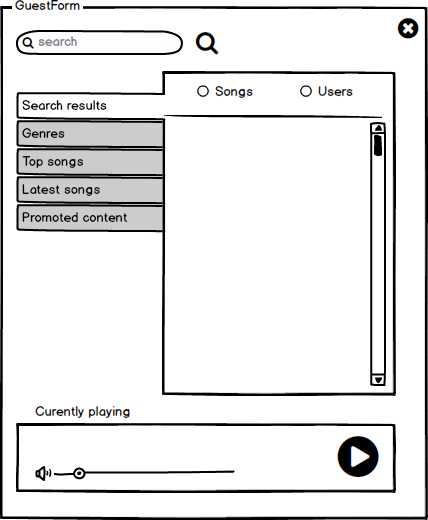 GuestForm
search
Songs
Users
Search results
Genres
Top songs
Latest songs
Promoted content
Curently playing